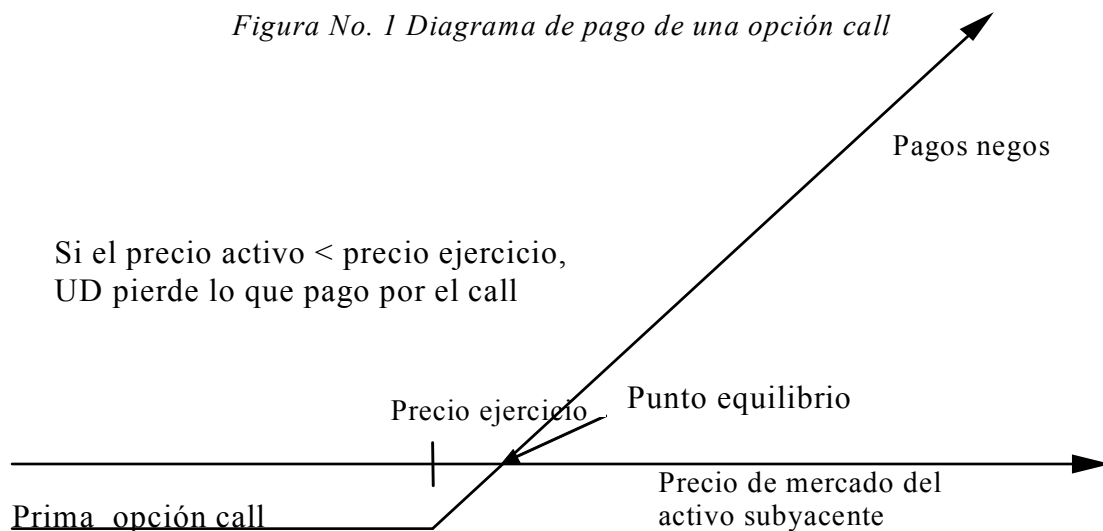 Figura No. 1 Diagrama de pago de una opción call
Pagos negos
Si el precio activo < precio ejercicio,
UD pierde lo que pago por el call
Precio ejercicio
Punto equilibrio
Precio de mercado del
activo subyacente
Prima opción call